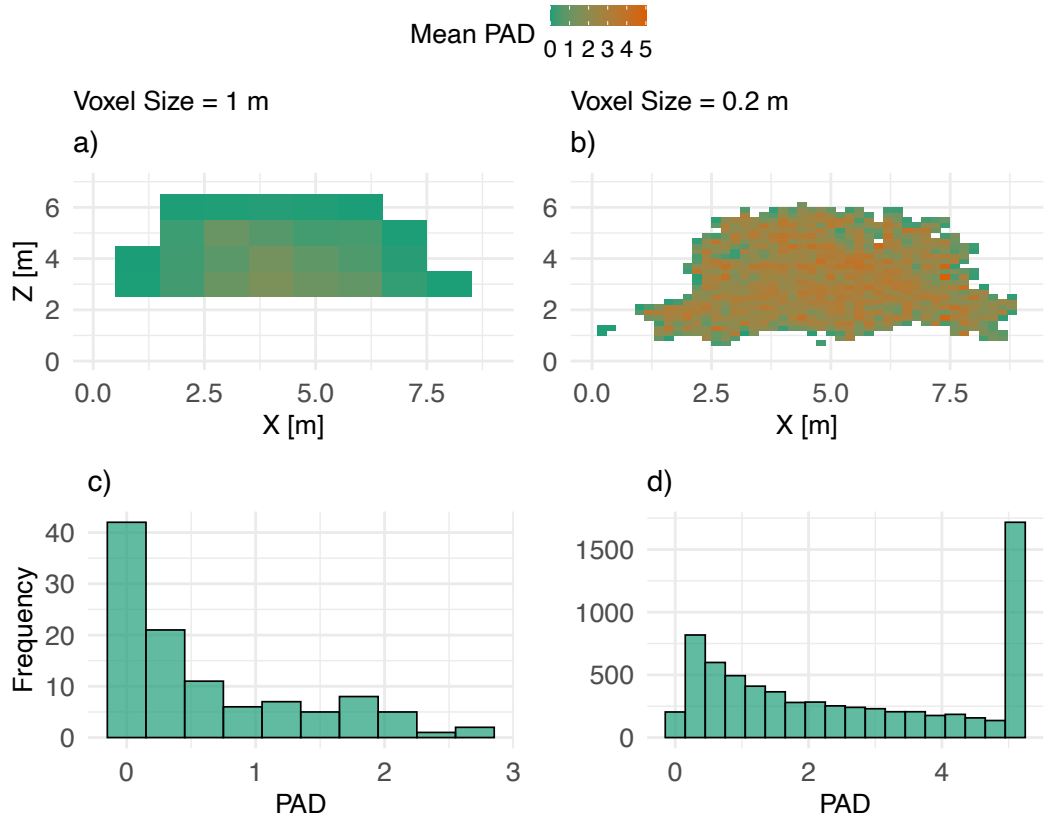 Mean PAD
0 1 2 3 4 5
Voxel Size = 1 m
Voxel Size = 0.2 m
a)
b)
Z [m]
6
4
2
0
0.0 2.5 5.0 7.5
X [m]
6
4
2
0
0.0 2.5 5.0 7.5
X [m]
c)
Frequency
40
30
20
10
0
0 1 2 3
PAD
d)
1500
1000
500
0
0 2 4
PAD